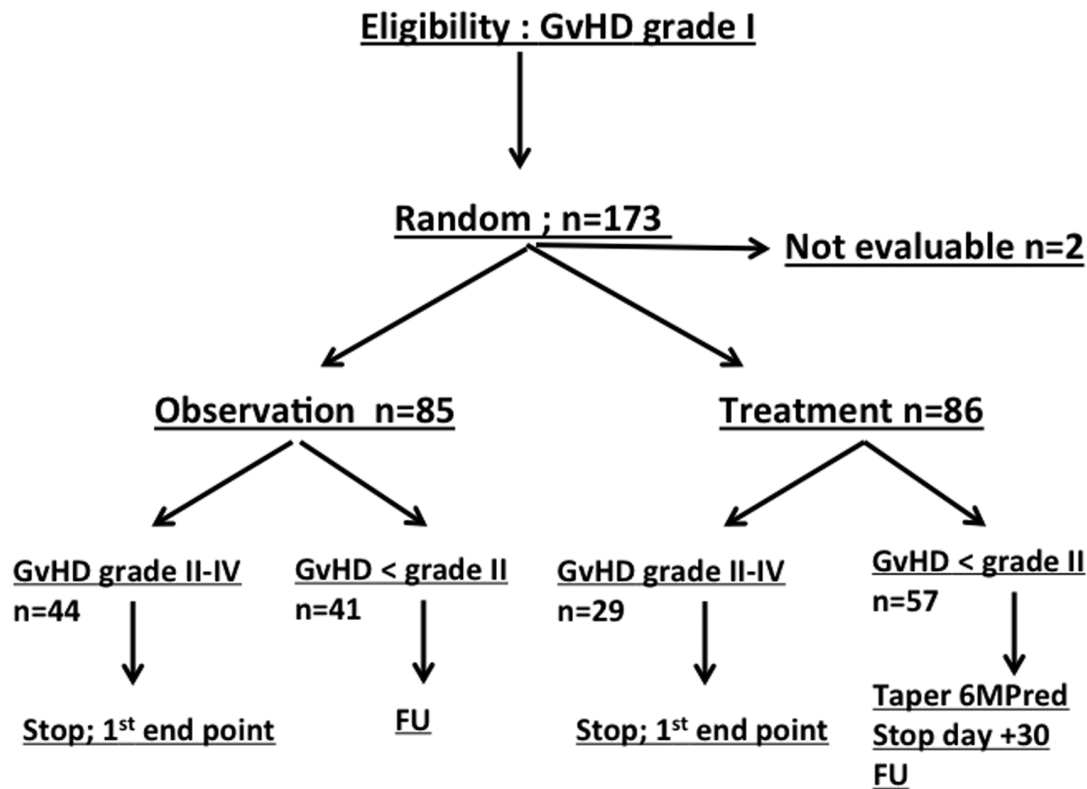 Eligibility : GvHD grade I
Random ; n=173
Not evaluable n=2
Observation n=85
Treatment n=86
GvHD grade II-IV
n=44
GvHD < grade II
n=41
GvHD grade II-IV
n=29
GvHD < grade II
n=57
Stop; 1st end point
FU
Stop; 1st end point
Taper 6MPred
Stop day +30
FU